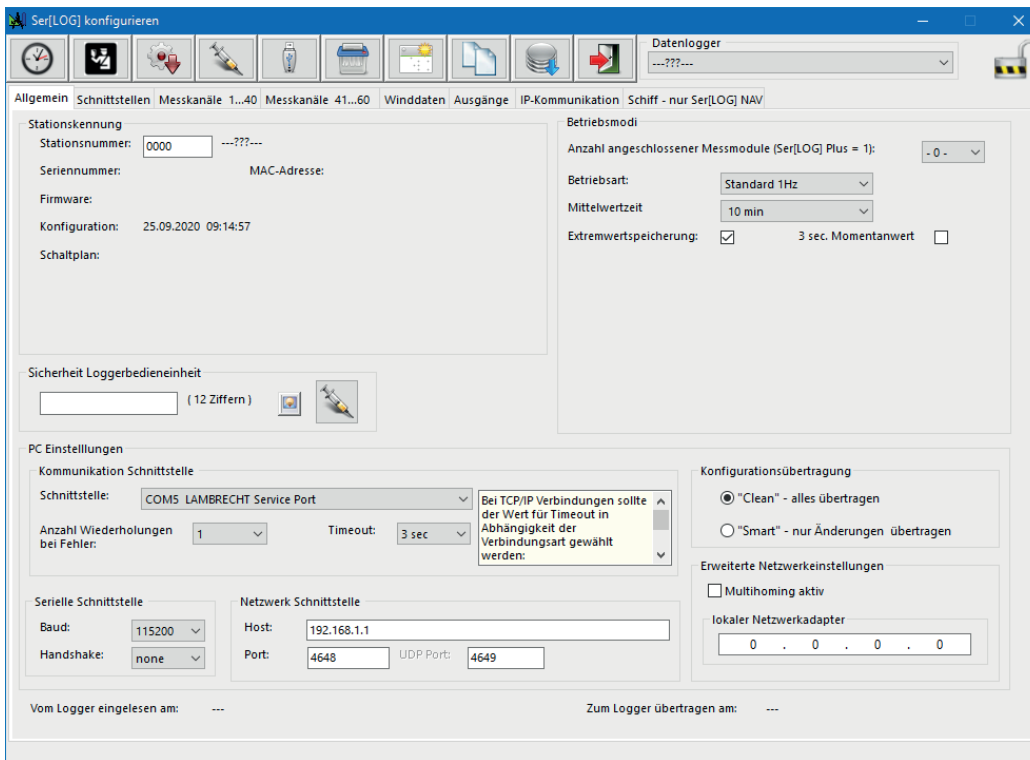 Ser[LOG] konfigurieren
Datenlogger
---???---
Allgemein Schnittstellen Messkanäle 1...40 Messkanäle 41...60 Winddaten Ausgänge IP-Kommunikation Schiff - nur Ser[LOG] NAV
Stationskennung
Stationsnummer: 0000 ---???---
Seriennummer: MAC-Adresse:
Firmware:
Konfiguration: 25.09.2020 09:14:57
Schaltplan:
Betriebsmodi
Anzahl angeschlossener Messmodule (Ser[LOG] Plus = 1): - 0 -
Betriebsart: Standard 1Hz
Mittelwertzeit 10 min
Extremwertspeicherung: 3 sec. Momentanwert
Sicherheit Loggerbedieneinheit
( 12 Ziffern )
PC Einstelllungen
Kommunikation Schnittstelle
Schnittstelle: COM5 LAMBRECHT Service Port
Anzahl Wiederholungen
bei Fehler: 1 Timeout: 3 sec
Bei TCP/IP Verbindungen sollte
der Wert für Timeout in
Abhängigkeit der
Verbindungsart gewählt
werden:
Konfigurationsübertragung
"Clean" - alles übertragen
"Smart" - nur Änderungen übertragen
Serielle Schnittstelle
Baud: 115200
Handshake: none
Netzwerk Schnittstelle
Host: 192.168.1.1
Port: 4648 UDP Port: 4649
Erweiterte Netzwerkeinstellungen
Multihoming aktiv
lokaler Netzwerkadapter
0 . 0 . 0 . 0
Vom Logger eingelesen am: ---
Zum Logger übertragen am: ---